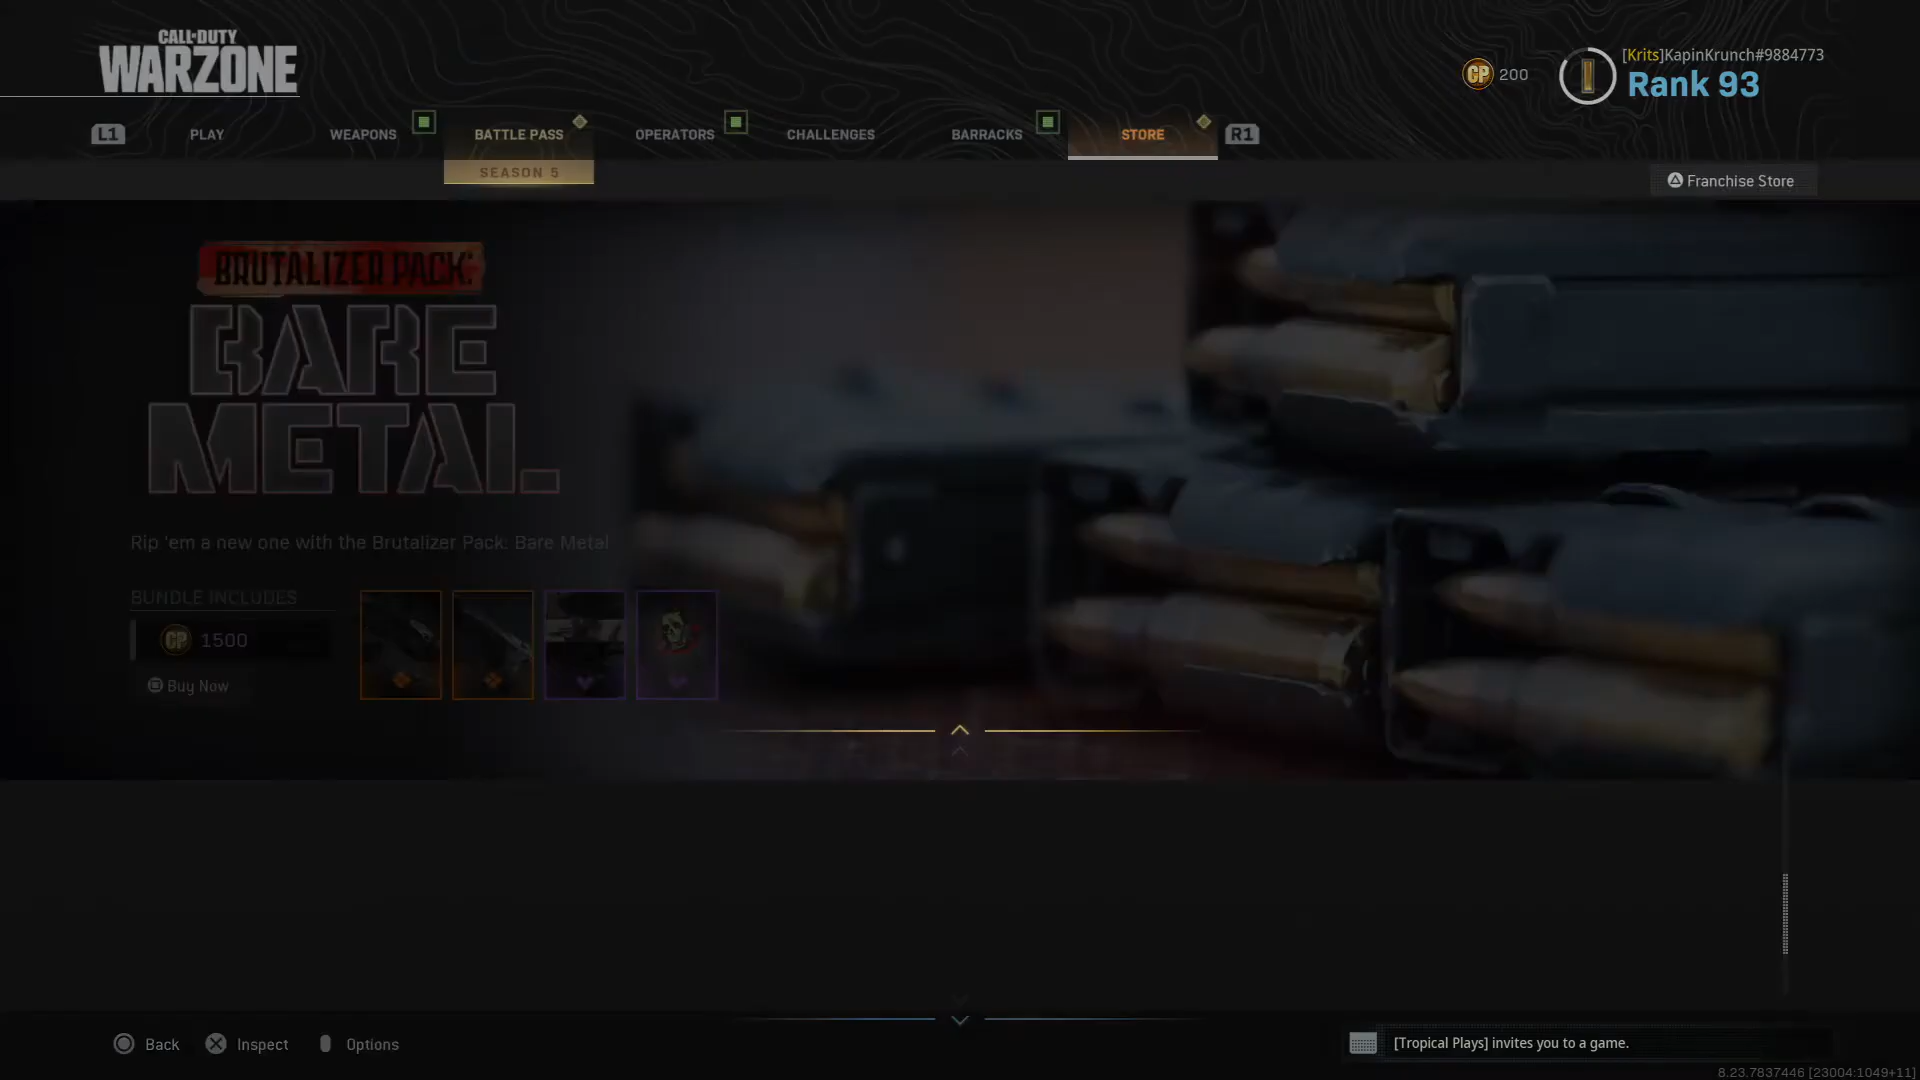 CALL OF DUTY
WARZONE
CP 200
[Krits]KapinKrunch#9884773
Rank 93
L1
PLAY
WEAPONS
BATTLE PASS
OPERATORS
CHALLENGES
BARRACKS
STORE
R1
SEASON 5
Franchise Store
BRUTALIZER PACK:
BARE
METAL
Rip 'em a new one with the Brutalizer Pack: Bare Metal
BUNDLE INCLUDES
CP 1500
Buy Now
Back
Inspect
Options
[Tropical Plays] invites you to a game.
8.23.7837446 [23004:1049+11]